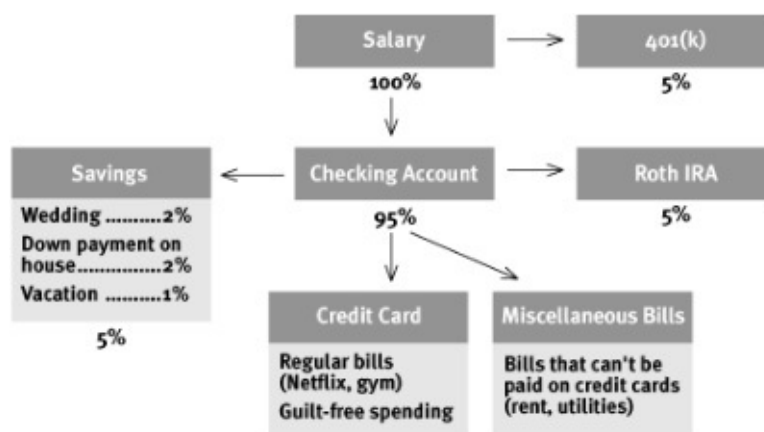 Salary
401(k)
100%
5%
Savings
Checking Account
Roth IRA
Wedding ..........2%
Down payment on
house..............2%
Vacation ..........1%
5%
95%
5%
Credit Card
Miscellaneous Bills
Regular bills
(Netflix, gym)
Guilt-free spending
Bills that can't be
paid on credit cards
(rent, utilities)